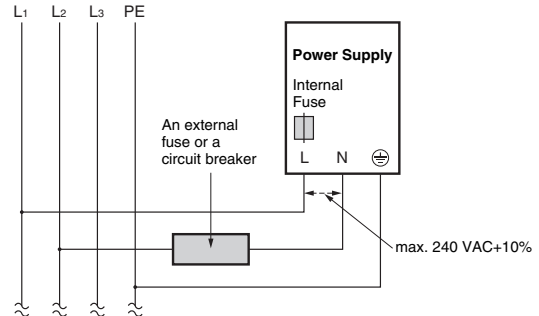 L1 L2 L3 PE
Power Supply
Internal
Fuse
An external
fuse or a
circuit breaker
L N
max. 240 VAC+10%